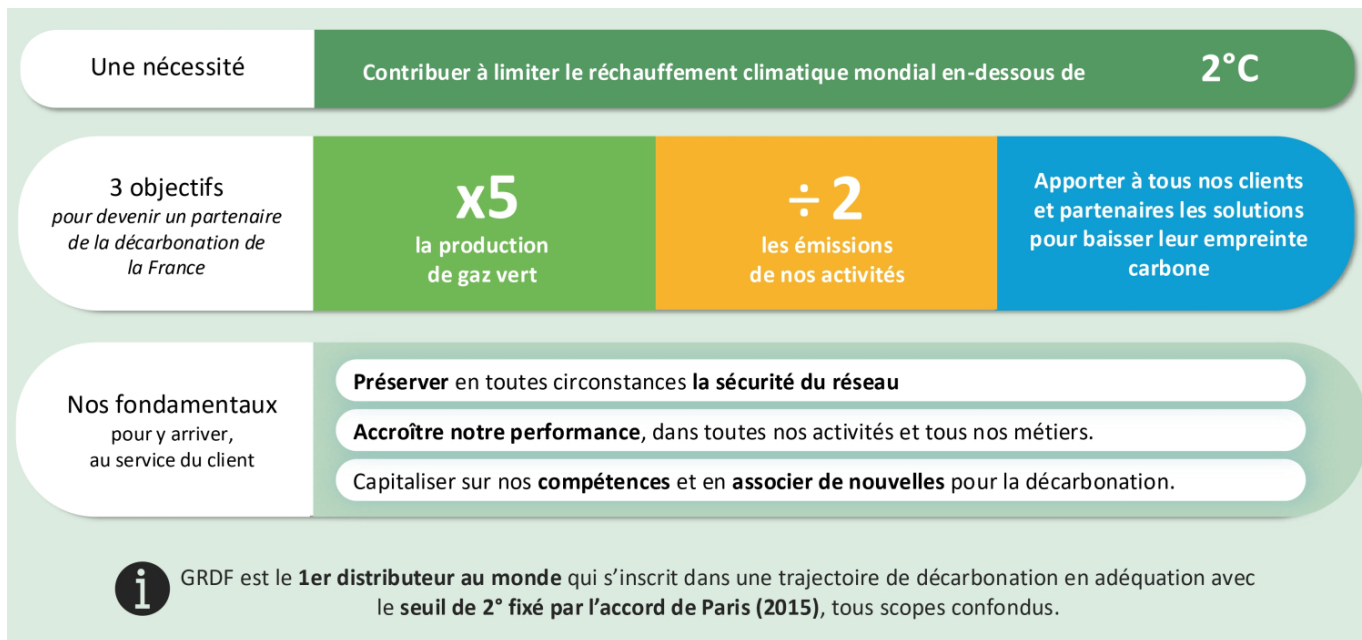 Une nécessité
Contribuer à limiter le réchauffement climatique mondial en-dessous de 2°C
3 objectifs
pour devenir un partenaire
de la décarbonation de
la France
x5
la production
de gaz vert
÷ 2
les émissions
de nos activités
Apporter à tous nos clients
et partenaires les solutions
pour baisser leur empreinte
carbone
Nos fondamentaux
pour y arriver,
au service du client
Préserver en toutes circonstances la sécurité du réseau
Accroître notre performance, dans toutes nos activités et tous nos métiers.
Capitaliser sur nos compétences et en associer de nouvelles pour la décarbonation.
i
GRDF est le 1er distributeur au monde qui s’inscrit dans une trajectoire de décarbonation en adéquation avec
le seuil de 2° fixé par l’accord de Paris (2015), tous scopes confondus.